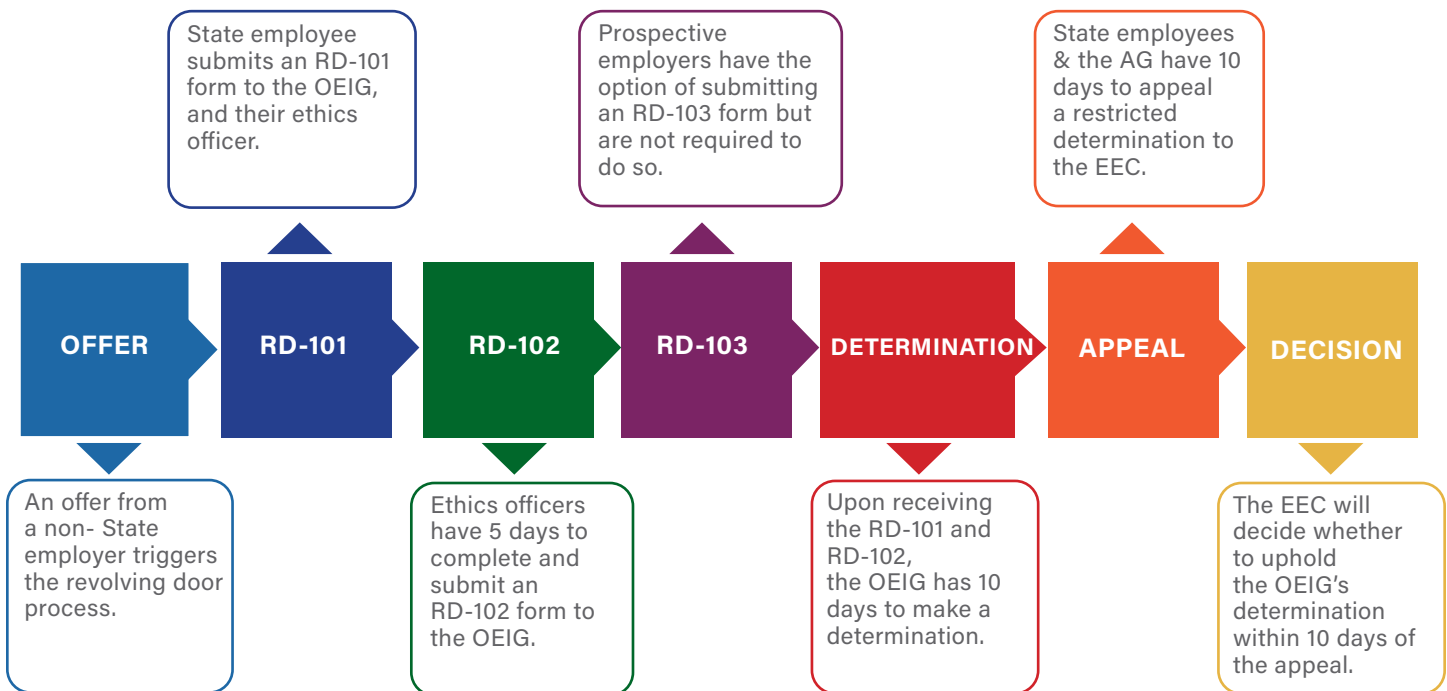 State employee
submits an RD-101
form to the OEIG,
and their ethics
officer.
Prospective
employers have the
option of submitting
an RD-103 form but
are not required to
do so.
State employees
& the AG have 10
days to appeal
a restricted
determination to
the EEC.
OFFER
RD-101
RD-102
RD-103
DETERMINATION
APPEAL
DECISION
An offer from
a non- State
employer triggers
the revolving door
process.
Ethics officers
have 5 days to
complete and
submit an
RD-102 form to
the OEIG.
Upon receiving
the RD-101 and
RD-102,
the OEIG has 10
days to make a
determination.
The EEC will
decide whether
to uphold
the OEIG's
determination
within 10 days of
the appeal.